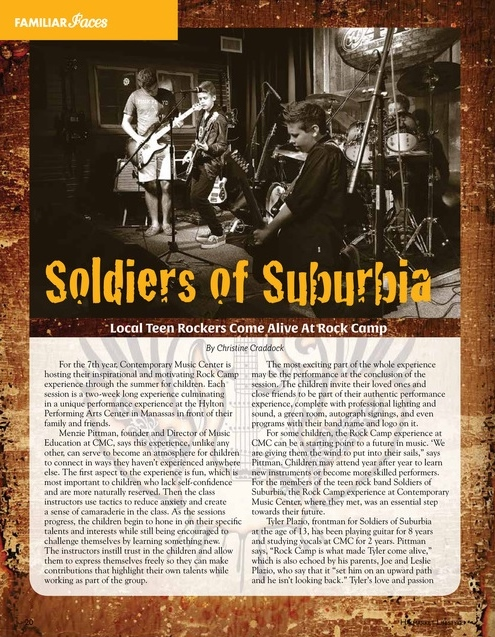 FAMILIAR Faces
Soldiers of Suburbia
Local Teen Rockers Come Alive At Rock Camp
By Christine Craddock
For the 7th year, Contemporary Music Center is
hosting their inspirational and motivating Rock Camp
experience through the summer for children. Each
session is a two-week long experience culminating
in a unique performance experience at the Hylton
Performing Arts Center in Manassas in front of their
family and friends.
Menzie Pittman, founder and Director of Music
Education at CMC, says this experience, unlike any
other, can serve to become an atmosphere for children
to connect in ways they haven't experienced anywhere
else. The first aspect to the experience is fun, which is
most important to children who lack self-confidence
and are more naturally reserved. Then the class
instructors use tactics to reduce anxiety and create
a sense of camaraderie in the class. As the sessions
progress, the children begin to hone in on their specific
talents and interests while still being encouraged to
challenge themselves by learning something new.
The instructors instill trust in the children and allow
them to express themselves freely so they can make
contributions that highlight their own talents while
working as part of the group.
The most exciting part of the whole experience
may be the performance at the conclusion of the
session. The children invite their loved ones and
close friends to be part of their authentic performance
experience, complete with professional lighting and
sound, a green room, autograph signings, and even
programs with their band name and logo on it.
For some children, the Rock Camp experience at
CMC can be a starting point to a future in music. "We
are giving them the wind to put into their sails," says
Pittman. Children may attend year after year to learn
new instruments or become more skilled performers.
For the members of the teen rock band Soldiers of
Suburbia, the Rock Camp experience at Contemporary
Music Center, where they met, was an essential step
towards their future.
Tyler Plazio, frontman for Soldiers of Suburbia
at the age of 13, has been playing guitar for 8 years
and studying vocals at CMC for 2 years. Pittman
says, "Rock Camp is what made Tyler come alive,"
which is also echoed by his parents, Joe and Leslie
Plazio, who say that it "set him on an upward path
and he isn't looking back." Tyler's love and passion
20